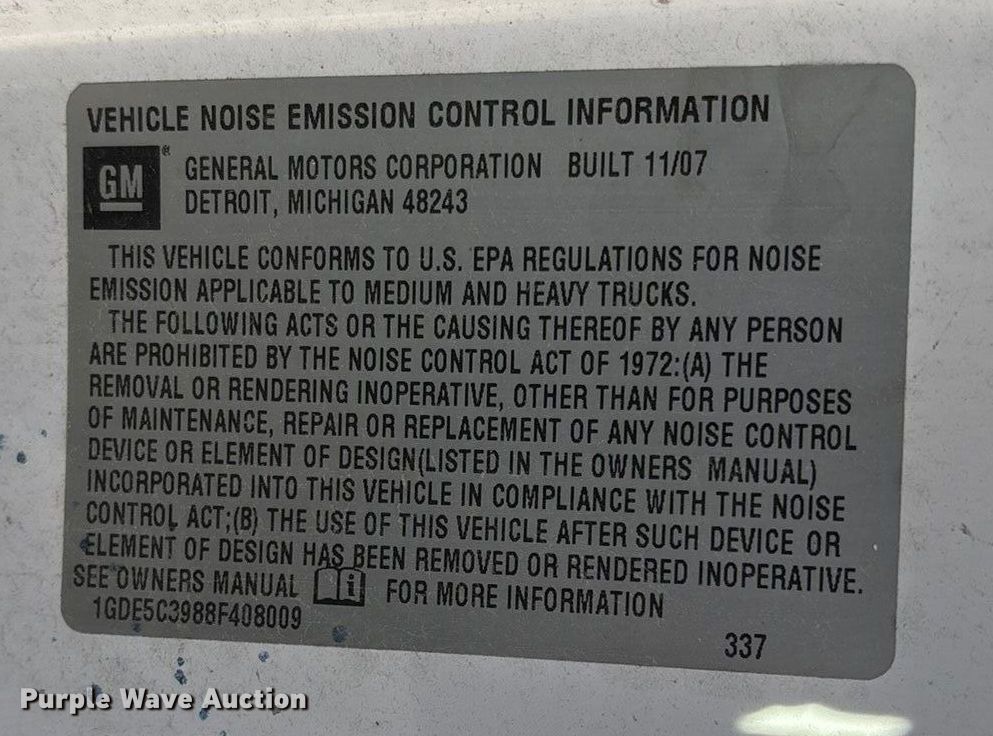 VEHICLE NOISE EMISSION CONTROL INFORMATION
GM ® GENERAL MOTORS CORPORATION BUILT 11/07
DETROIT, MICHIGAN 48243
THIS VEHICLE CONFORMS TO U.S. EPA REGULATIONS FOR NOISE
EMISSION APPLICABLE TO MEDIUM AND HEAVY TRUCKS.
THE FOLLOWING ACTS OR THE CAUSING THEREOF BY ANY PERSON
ARE PROHIBITED BY THE NOISE CONTROL ACT OF 1972:(A) THE
REMOVAL OR RENDERING INOPERATIVE, OTHER THAN FOR PURPOSES
OF MAINTENANCE, REPAIR OR REPLACEMENT OF ANY NOISE CONTROL
DEVICE OR ELEMENT OF DESIGN(LISTED IN THE OWNERS MANUAL)
INCORPORATED INTO THIS VEHICLE IN COMPLIANCE WITH THE NOISE
CONTROL ACT;(B) THE USE OF THIS VEHICLE AFTER SUCH DEVICE OR
ELEMENT OF DESIGN HAS BEEN REMOVED OR RENDERED INOPERATIVE.
SEE OWNERS MANUAL i FOR MORE INFORMATION
1GDE5C3988F408009
337
Purple Wave Auction